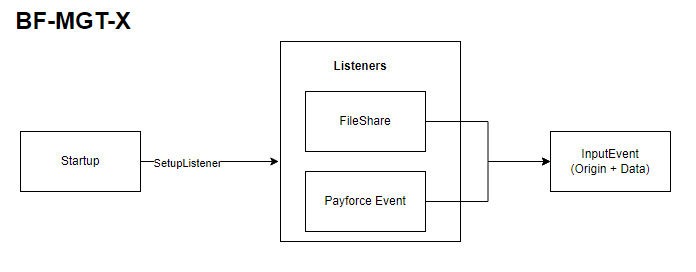 BF-MGT-X
Listeners
FileShare
Startup
SetupListener
InputEvent
(Origin + Data)
Payforce Event